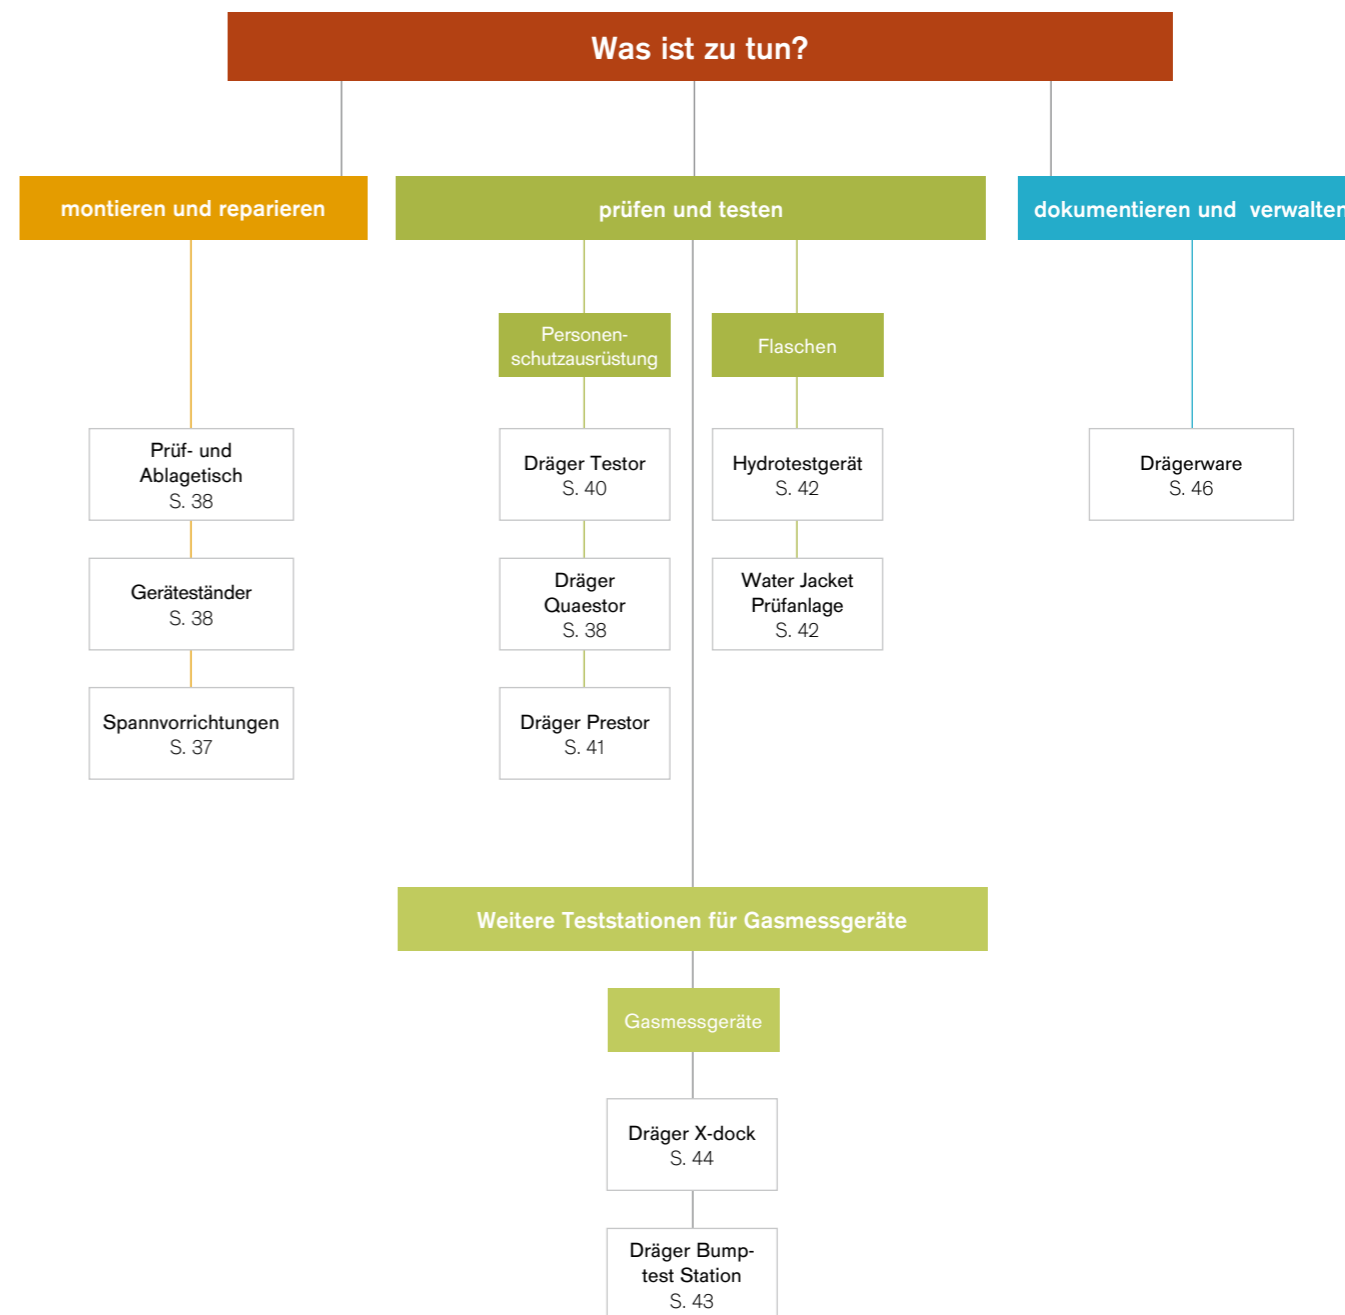 Was ist zu tun?
montieren und reparieren
prüfen und testen
dokumentieren und verwalten
Personen-
schutzausrüstung
Flaschen
Prüf- und
Ablagetisch
S. 38
Dräger Testor
S. 40
Hydrotestgerät
S. 42
Drägerware
S. 46
Geräteständer
S. 38
Dräger
Quaestor
S. 38
Water Jacket
Prüfanlage
S. 42
Spannvorrichtungen
S. 37
Dräger Prestor
S. 41
Weitere Teststationen für Gasmessgeräte
Gasmessgeräte
Dräger X-dock
S. 44
Dräger Bump-
test Station
S. 43